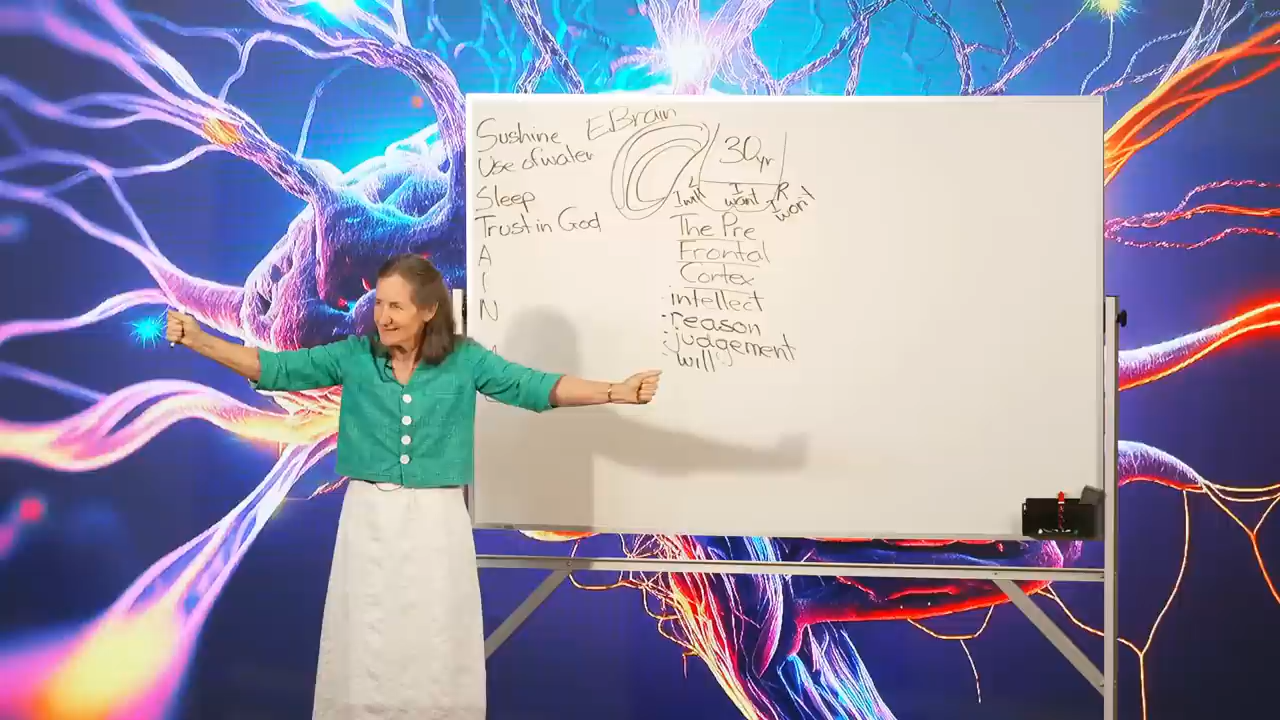 Sushine
Use of water
Sleep
Trust in God
A
I
N
E Brain
30yr
I will
I want
I won't
The Pre
Frontal
Cortex
intellect
reason
judgement
will